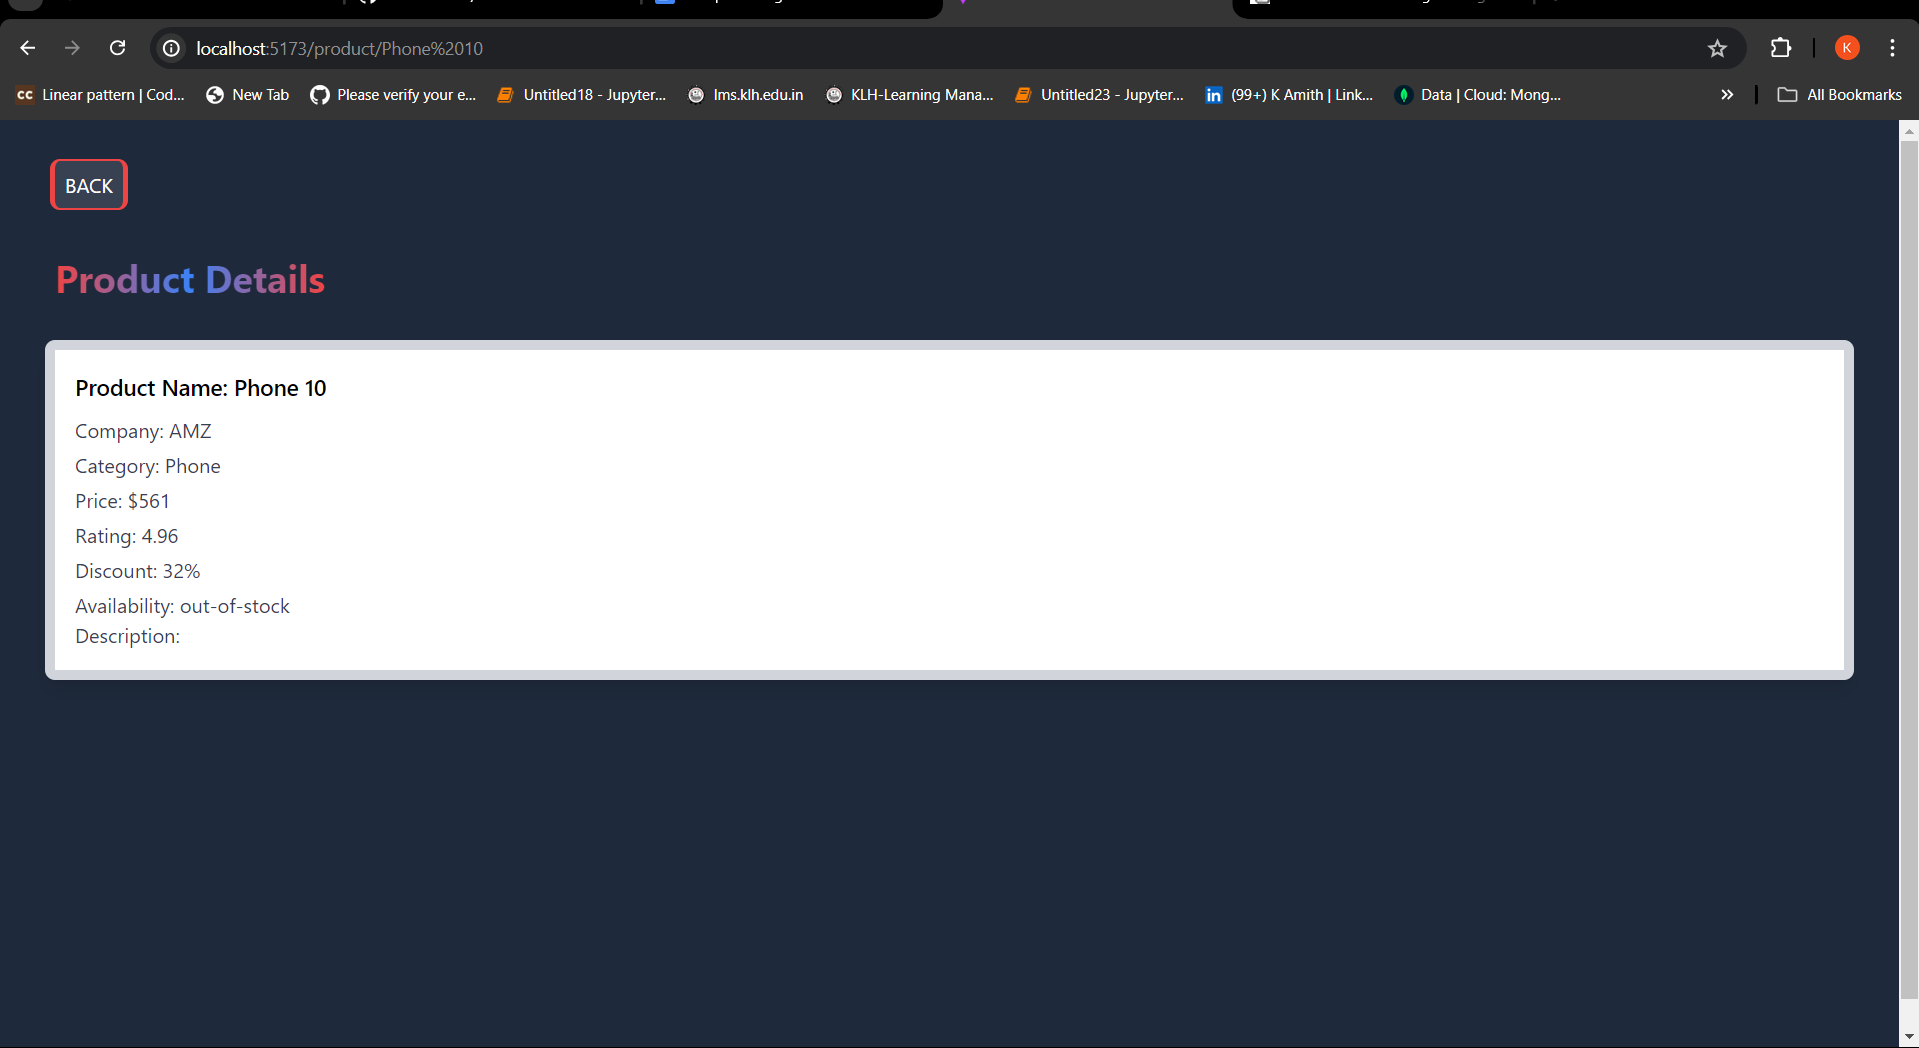 localhost:5173/product/Phone%2010
K
Linear pattern | Cod...
New Tab
Please verify your e...
Untitled18 - Jupyter...
lms.klh.edu.in
KLH-Learning Mana...
Untitled23 - Jupyter...
(99+) K Amith | Link...
Data | Cloud: Mong...
All Bookmarks
BACK
Product Details
Product Name: Phone 10
Company: AMZ
Category: Phone
Price: $561
Rating: 4.96
Discount: 32%
Availability: out-of-stock
Description: